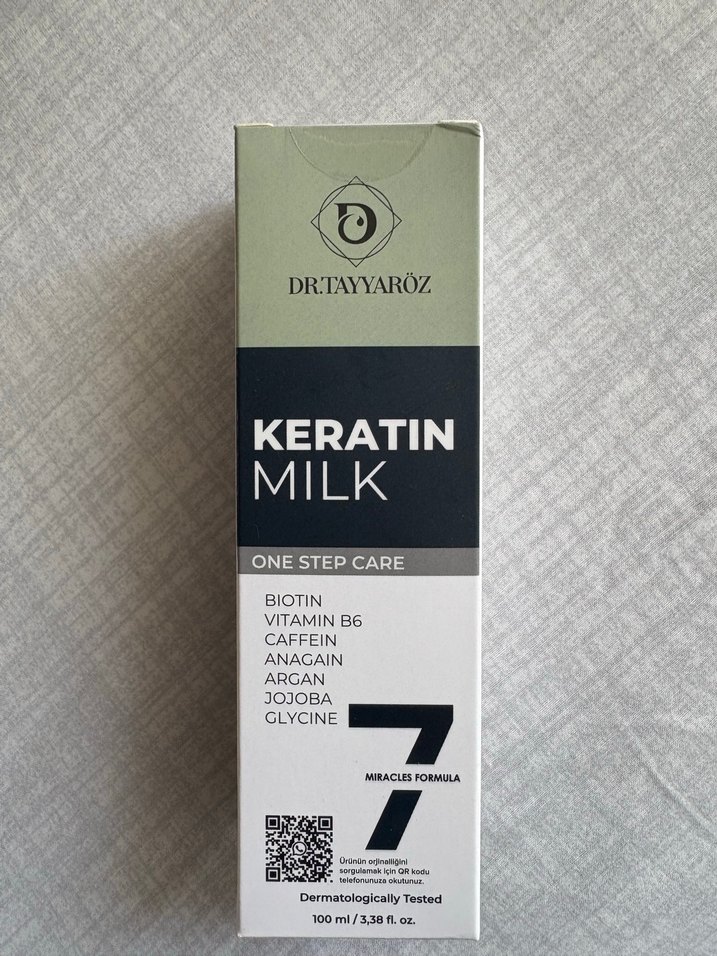 DR.TAYYARÖZ
KERATIN
MILK
ONE STEP CARE
BIOTIN
VITAMIN B6
CAFFEIN
ANAGAIN
ARGAN
JOJOBA
GLYCINE
7
MIRACLES FORMULA
Ürünün orjinalliğini
sorgulamak için QR kodu
telefonunuza okutunuz.
Dermatologically Tested
100 ml / 3,38 fl. oz.